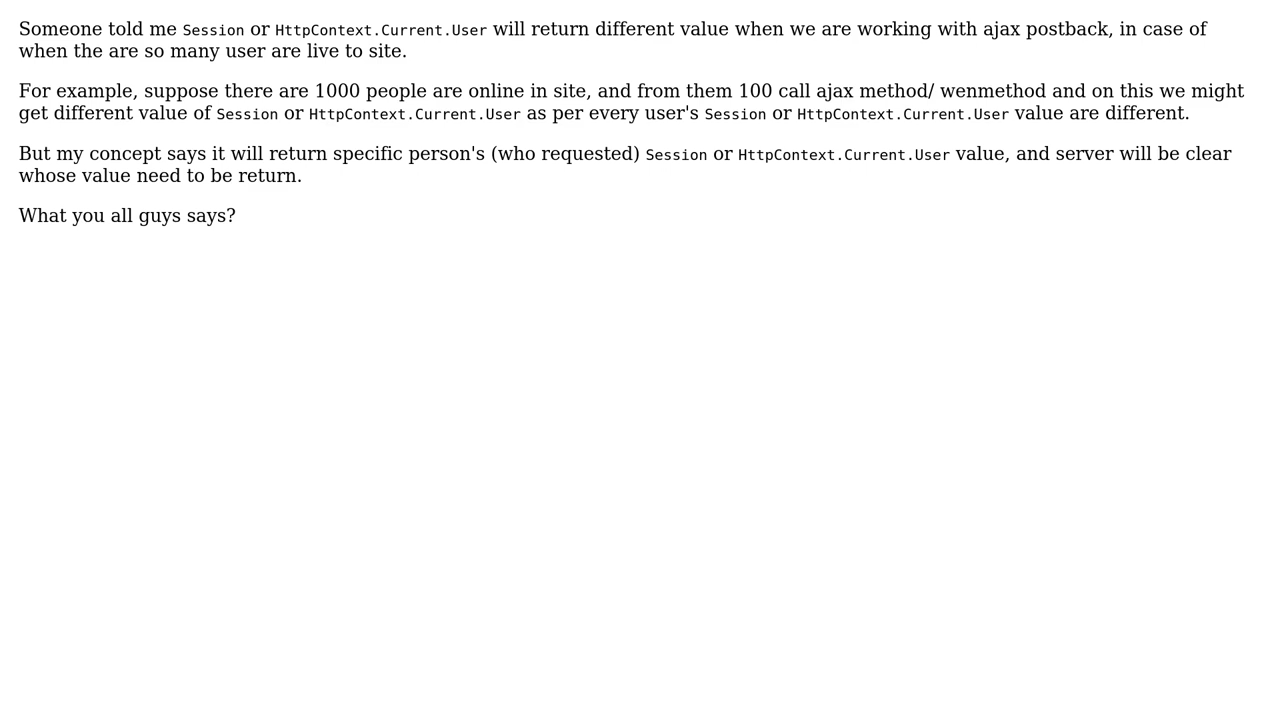 Someone told me Session or HttpContext.Current.User will return different value when we are working with ajax postback, in case of
when the are so many user are live to site.
For example, suppose there are 1000 people are online in site, and from them 100 call ajax method/ wenmethod and on this we might
get different value of Session or HttpContext.Current.User as per every user's Session or HttpContext.Current.User value are different.
But my concept says it will return specific person's (who requested) Session or HttpContext.Current.User value, and server will be clear
whose value need to be return.
What you all guys says?